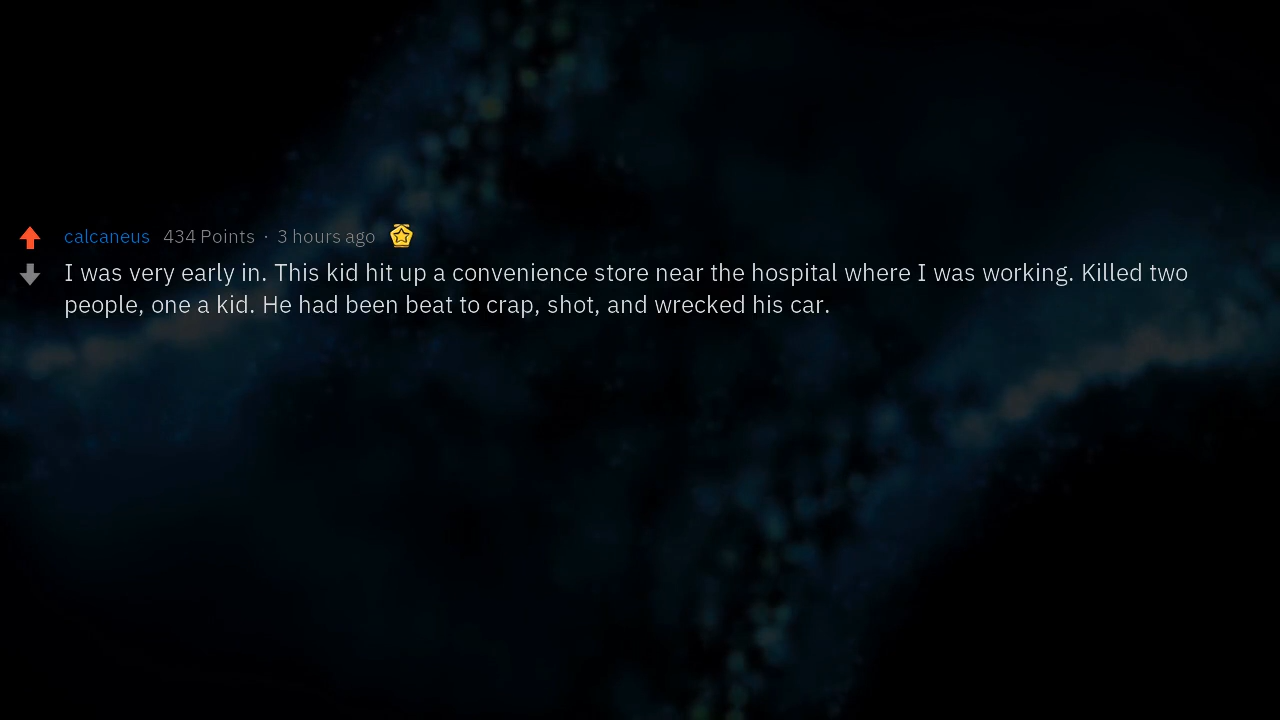 calcaneus 434 Points · 3 hours ago
I was very early in. This kid hit up a convenience store near the hospital where I was working. Killed two
people, one a kid. He had been beat to crap, shot, and wrecked his car.